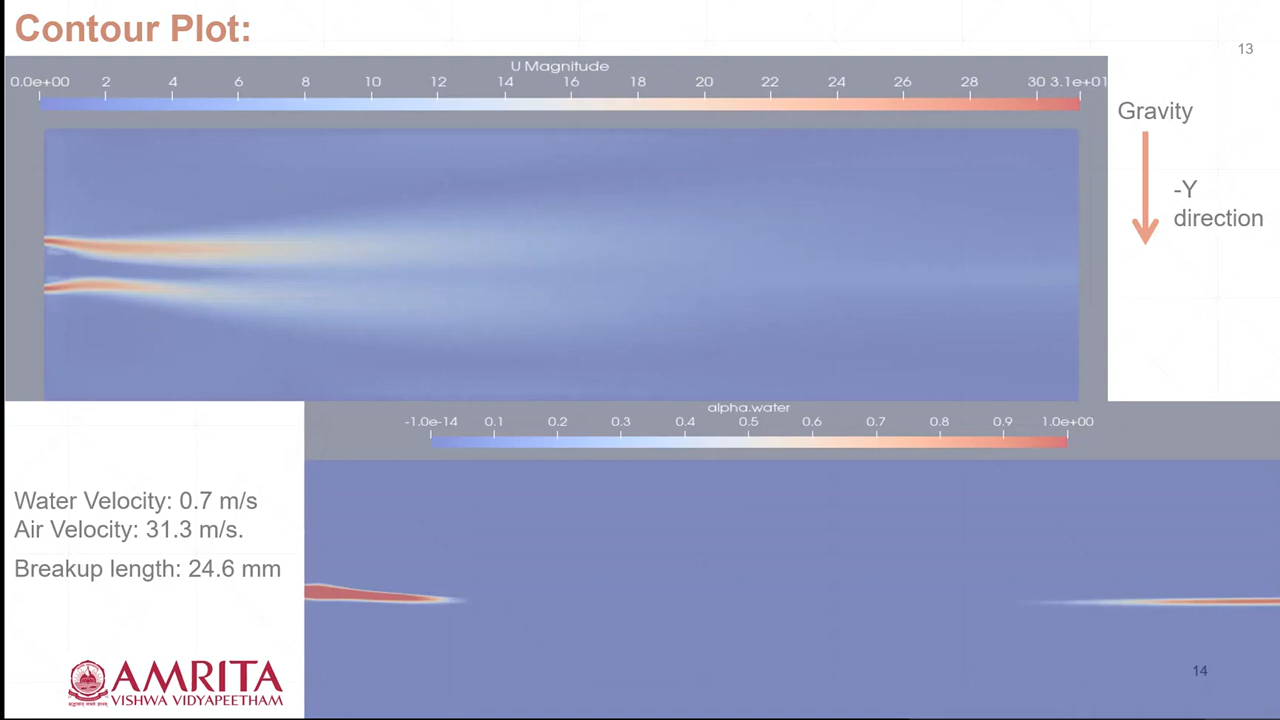 Contour Plot:
13
U Magnitude
0.0e+00 2 4 6 8 10 12 14 16 18 20 22 24 26 28 30 3.1e+01
Gravity
-Y
direction
alpha.water
-1.0e-14 0.1 0.2 0.3 0.4 0.5 0.6 0.7 0.8 0.9 1.0e+00
Water Velocity: 0.7 m/s
Air Velocity: 31.3 m/s.
Breakup length: 24.6 mm
14
AMRITA
VISHWA VIDYAPEETHAM